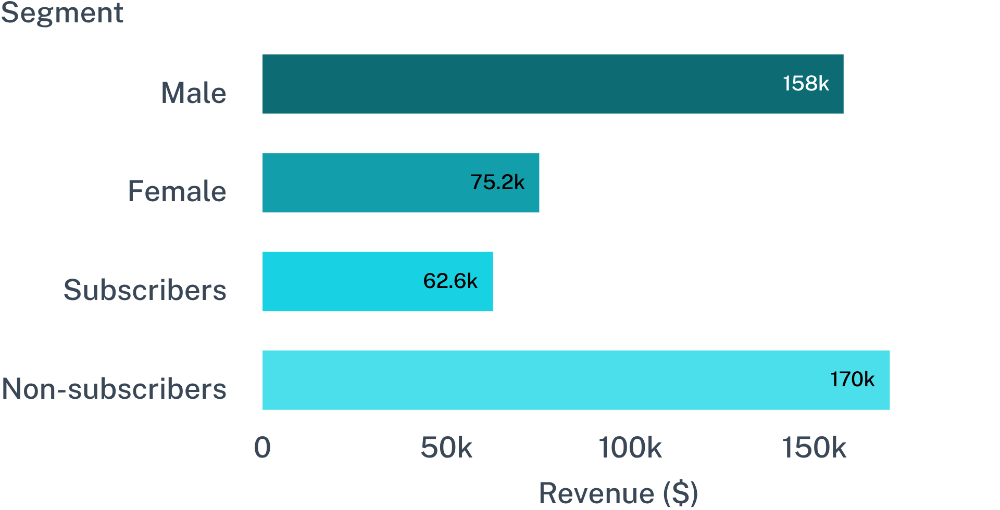 Segment
Male
158k
Female
75.2k
Subscribers
62.6k
Non-subscribers
170k
0 50k 100k 150k
Revenue ($)